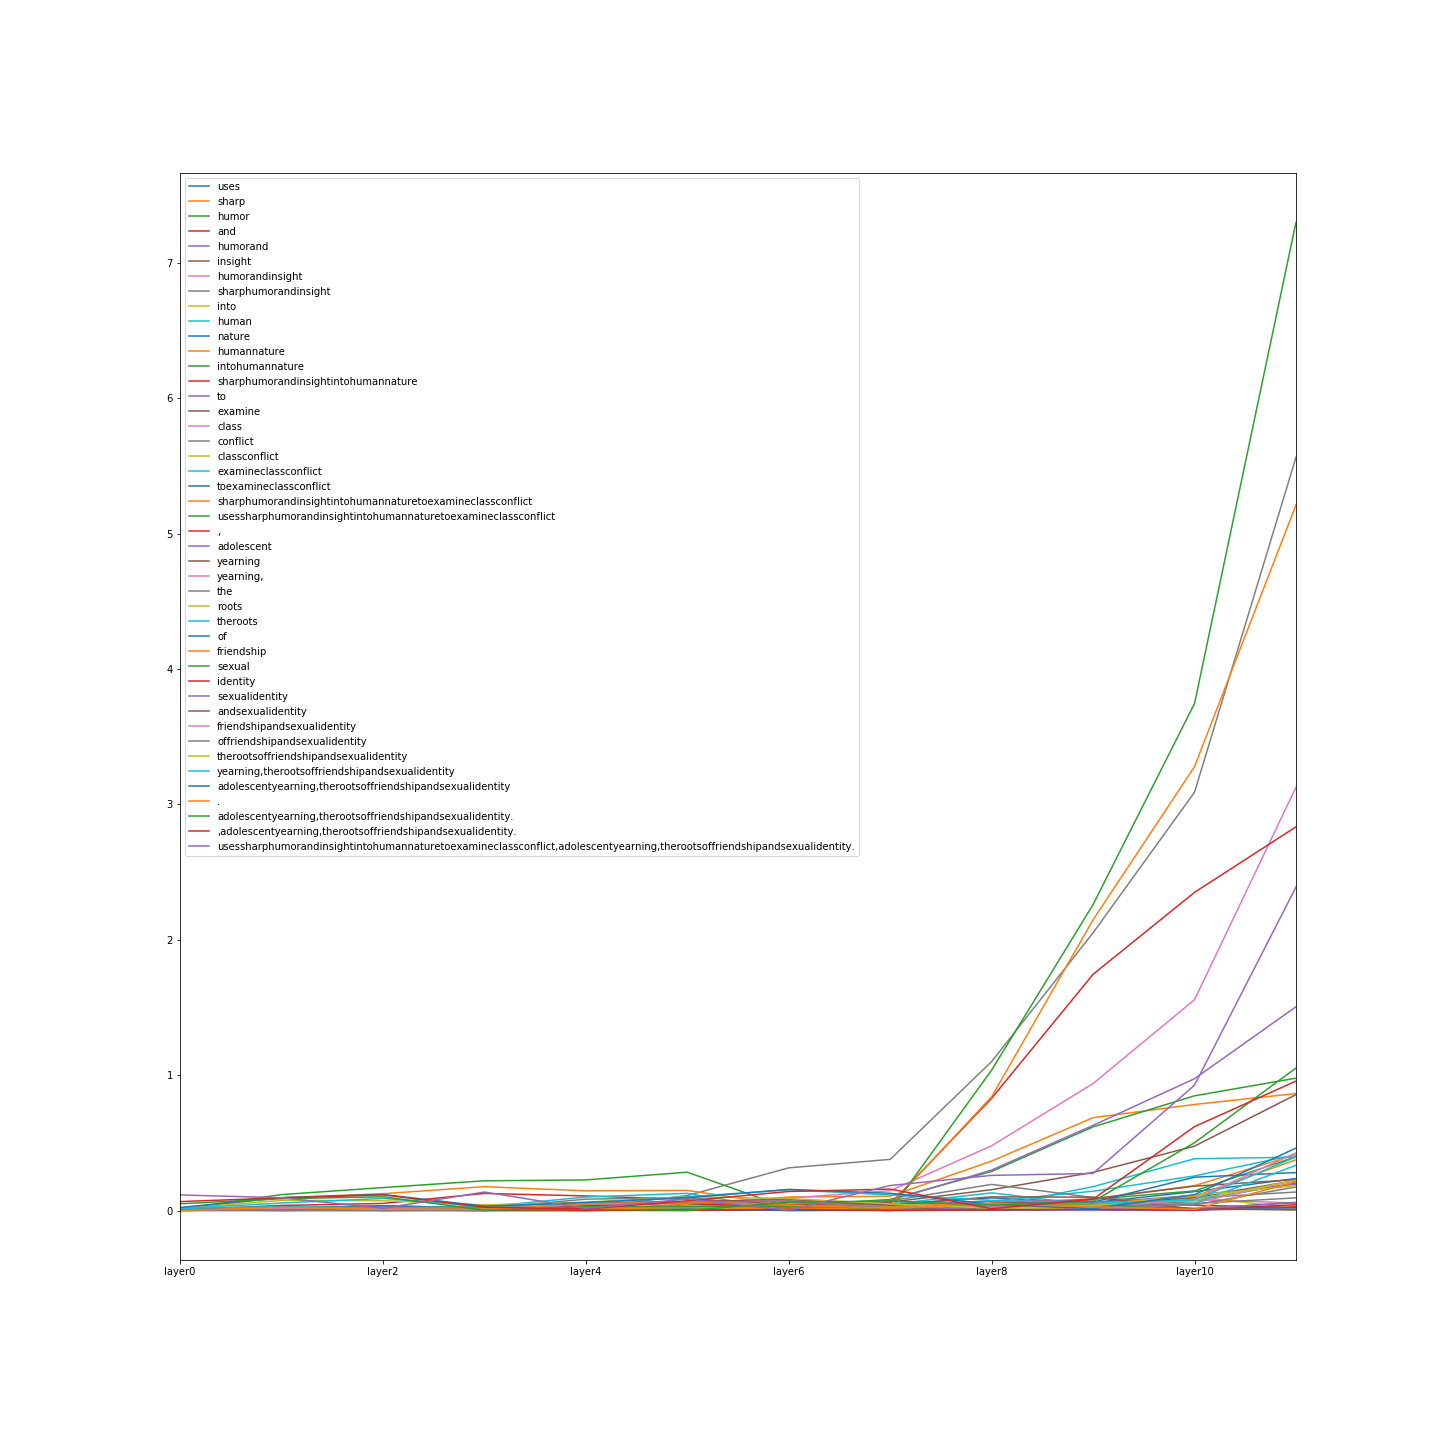 uses
sharp
humor
and
humorand
insight
humorandinsight
sharphumorandinsight
into
human
nature
humannature
intohumannature
sharphumorandinsightintohumannature
to
examine
class
conflict
classconflict
examineclassconflict
toexamineclassconflict
sharphumorandinsightintohumannaturetoexamineclassconflict
usessharphumorandinsightintohumannaturetoexamineclassconflict
,
adolescent
yearning
yearning,
the
roots
theroots
of
friendship
sexual
identity
sexualidentity
andsexualidentity
friendshipandsexualidentity
offriendshipandsexualidentity
therootsoffriendshipandsexualidentity
yearning,therootsoffriendshipandsexualidentity
adolescentyearning,therootsoffriendshipandsexualidentity
.
adolescentyearning,therootsoffriendshipandsexualidentity.
,adolescentyearning,therootsoffriendshipandsexualidentity.
usessharphumorandinsightintohumannaturetoexamineclassconflict,adolescentyearning,therootsoffriendshipandsexualidentity.
7
6
5
4
3
2
1
0
layer0 layer2 layer4 layer6 layer8 layer10